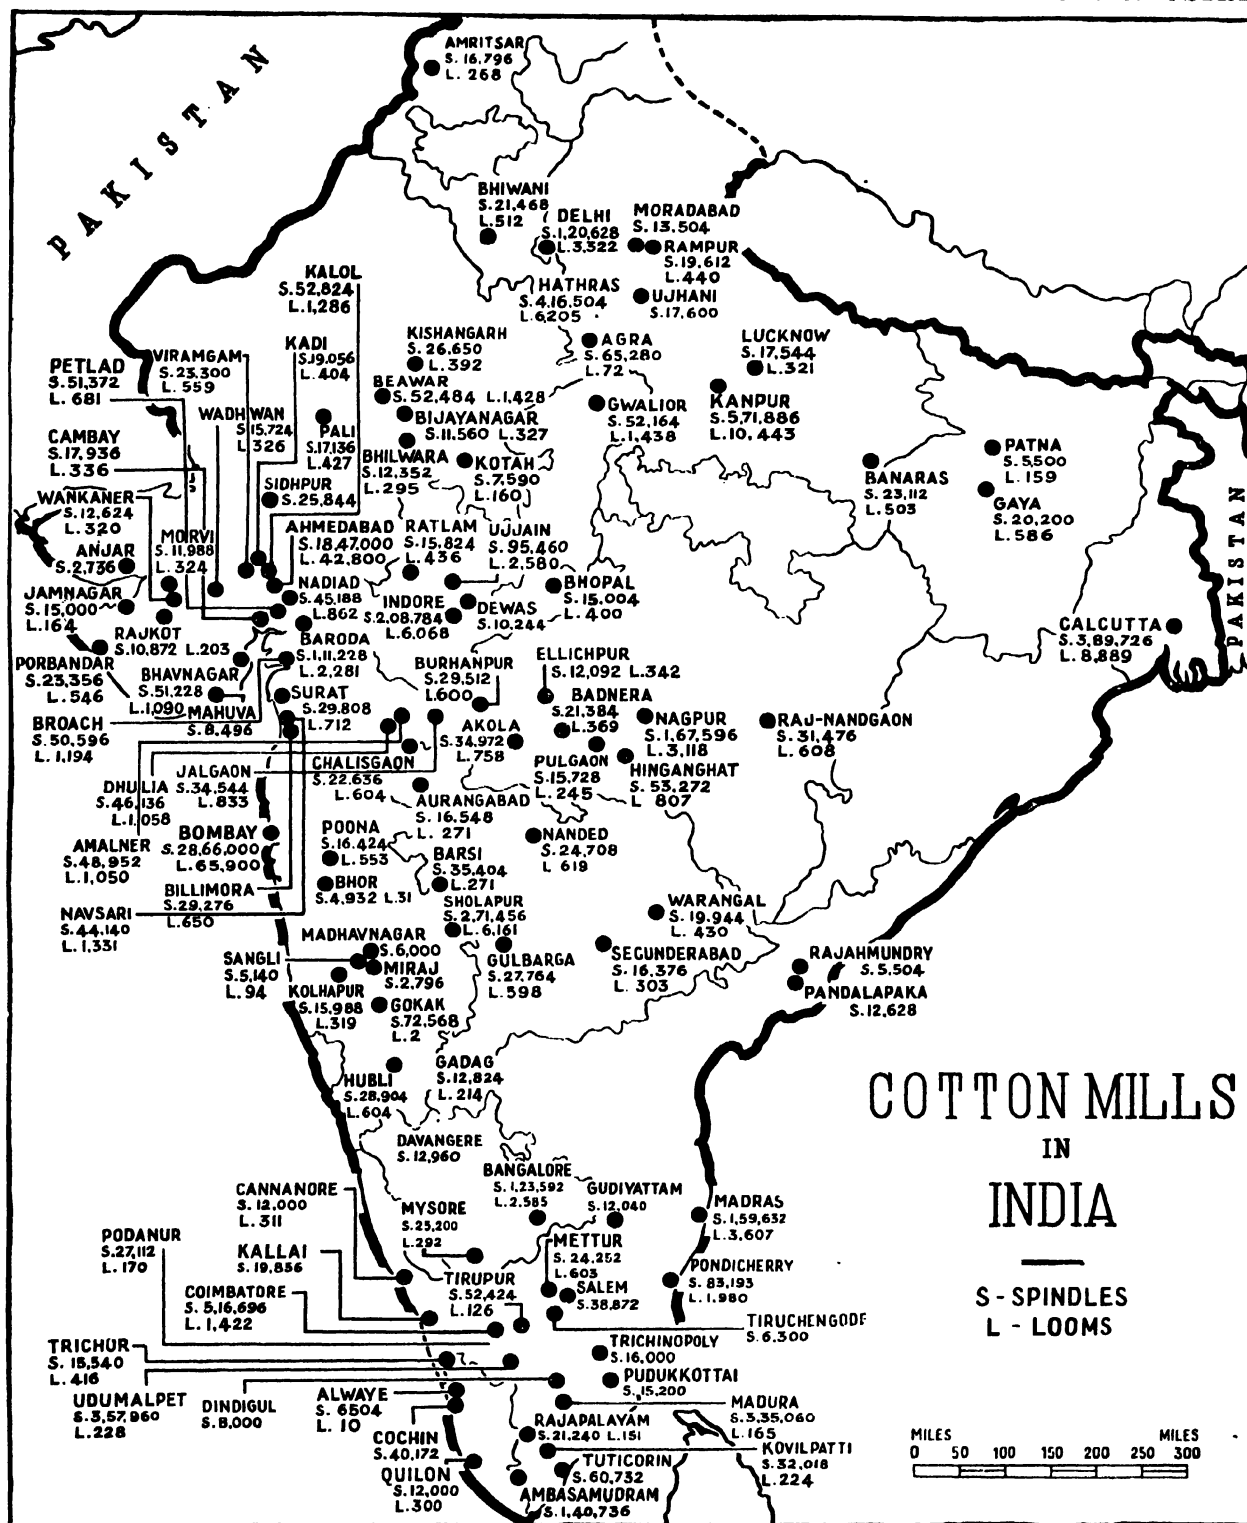 PAKISTAN
AMRITSAR
S. 16,796
L. 268
BHIWANI
S.21,468
L.512
DELHI
S.1,20,628
L.3,322
MORADABAD
S. 13,504
RAMPUR
S.19,612
L.440
HATHRAS
S.4,16,504
L.6,205
UJHANI
S.17,600
KALOL
S.52,824
L.1,286
KISHANGARH
S. 26,650
L.392
AGRA
S. 65,280
L.72
LUCKNOW
S.17,544
L.321
KADI
S.19,056
L.404
VIRAMGAM
S.23,300
L. 559
PETLAD
S.51,372
L. 681
BEAWAR
S.52,484 L.1,428
BIJAYANAGAR
S.11,560 L.327
GWALIOR
S.52,164
L.1,438
KANPUR
S.5,71,886
L.10,443
WADHWAN
S.15,724
L.326
PALI
S.17,136
L.427
CAMBAY
S.17,936
L.336
BHILWARA
S.12,352
L.295
KOTAH
S.7,590
L.160
BANARAS
S.23,112
L.503
PATNA
S.5,500
L.159
GAYA
S.20,200
L.586
SIDHPUR
S.25,844
WANKANER
S.12,624
L.320
MORVI
S.11,988
L.324
AHMEDABAD
S.18,47,000
L.42,800
RATLAM
S.15,824
L.436
UJJAIN
S.95,460
L.2,580
ANJAR
S.2,736
NADIAD
S.45,188
L.862
BHOPAL
S.15,004
L.400
JAMNAGAR
S.15,000
L.164
INDORE
S.2,08,784
L.6,068
DEWAS
S.10,244
RAJKOT
S.10,872 L.203
BARODA
S.1,11,228
L.2,281
CALCUTTA
S.3,89,726
L.8,889
PAKISTAN
PORBANDAR
S.23,356
L.546
BHAVNAGAR
S.51,228
L.1,090
BURHANPUR
S.29,512
L.600
ELLICHPUR
S.12,092 L.342
MAHUVA
S.8,496
SURAT
S.29,808
L.712
BADNERA
S.21,384
L.369
BROACH
S.50,596
L.1,194
AKOLA
S.34,972
L.758
NAGPUR
S.1,67,596
L.3,118
RAJ-NANDGAON
S.31,476
L.608
DHULIA
S.46,136
L.1,058
JALGAON
S.34,544
L.833
CHALISGAON
S.22,636
L.604
PULGAON
S.15,728
L.245
HINGANGHAT
S.53,272
L 807
AURANGABAD
S.16,548
L.271
AMALNER
S.48,952
L.1,050
BOMBAY
S.28,66,000
L.65,900
POONA
S.16,424
L.553
BARSI
S.35,404
L.271
NANDED
S.24,708
L 619
BILLIMORA
S.29,276
L.650
BHOR
S.4,932 L.31
NAVSARI
S.44,140
L.1,331
SHOLAPUR
S.2,71,456
L.6,161
WARANGAL
S.19.944
L.430
MADHAVNAGAR
S.6,000
SANGLI
S.5,140
L.94
MIRAJ
S.2,796
GULBARGA
S.27,764
L.598
SECUNDERABAD
S.16,376
L.303
RAJAHMUNDRY
S.5,504
PANDALAPAKA
S.12,628
KOLHAPUR
S.15,988
L.319
GOKAK
S.72,568
L.2
HUBLI
S.28,904
L.604
GADAG
S.12,824
L.214
COTTON MILLS
IN
INDIA
DAVANGERE
S.12,960
BANGALORE
S.1,23,592
L.2,585
GUDIYATTAM
S.12,040
MADRAS
S.1,59,632
L.3,607
CANNANORE
S.12,000
L.311
MYSORE
S.25,200
L.292
PODANUR
S.27,112
L.170
KALLAI
S.19,856
METTUR
S.24,252
L.603
PONDICHERRY
S.83,193
L.1,980
COIMBATORE
S.5,16,696
L.1,422
TIRUPUR
S.52,424
L.126
SALEM
S.38,872
S - SPINDLES
L - LOOMS
TIRUCHENGODE
S.6.300
TRICHUR
S.15,540
L.416
TRICHINOPOLY
S.16,000
PUDUKKOTTAI
S.15,200
UDUMALPET
S.3,57,960
L.228
DINDIGUL
S.8,000
ALWAYE
S.6504
L.10
MADURA
S.3,35,060
L.165
COCHIN
S.40,172
RAJAPALAYAM
S.21,240 L.151
KOVILPATTI
S.32,018
L.224
QUILON
S.12,000
L.300
TUTICORIN
S.60,732
AMBASAMUDRAM
S.1,40,736
MILES MILES
0 50 100 150 200 250 300